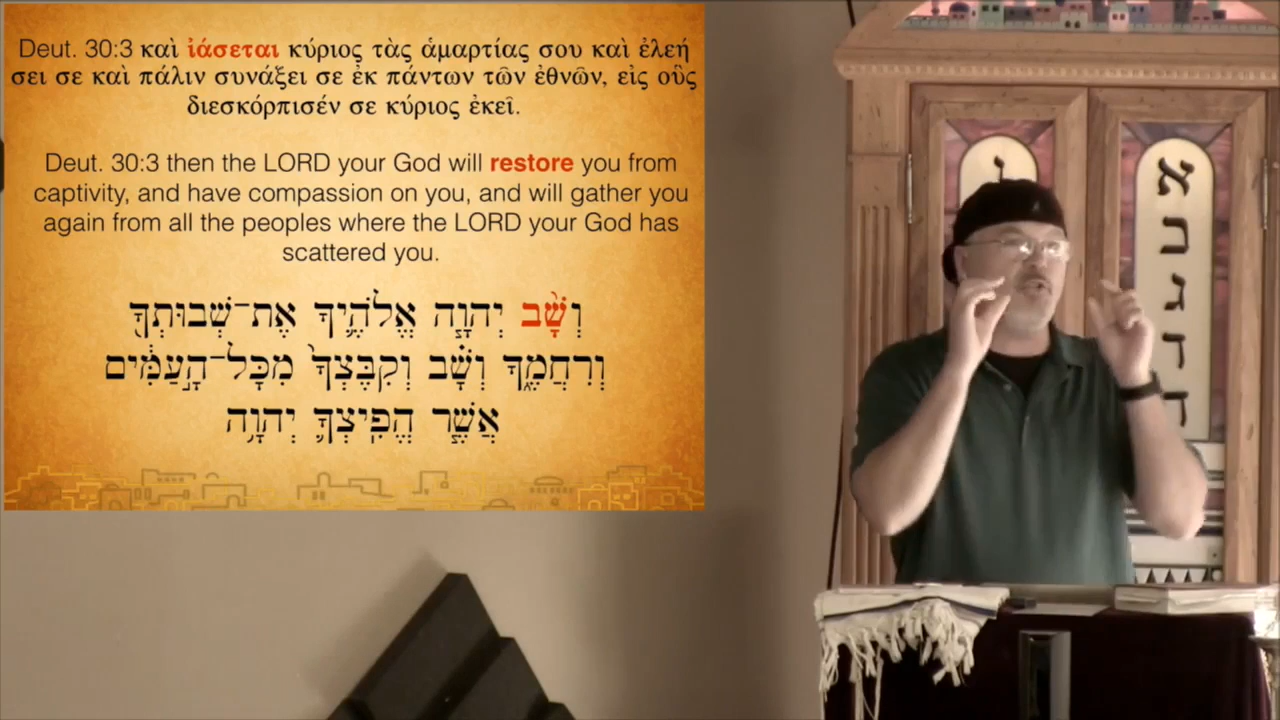 Deut. 30:3 καὶ ἰάσεται κύριος τὰς ἁμαρτίας σου καὶ ἐλεή
σει σε καὶ πάλιν συνάξει σε ἐκ πάντων τῶν ἐθνῶν, εἰς οὓς
διεσκόρπισέν σε κύριος ἐκεῖ.
Deut. 30:3 then the LORD your God will restore you from
captivity, and have compassion on you, and will gather you
again from all the peoples where the LORD your God has
scattered you.
וְשָׁ֨ב יְהוָ֧ה אֱלֹהֶ֛יךָ אֶת־שְׁבוּתְךָ֖
וְרִחֲמֶ֑ךָ וְשָׁ֗ב וְקִבֶּצְךָ֙ מִכָּל־הָ֣עַמִּ֔ים
אֲשֶׁ֧ר הֱפִֽיצְךָ֛ יְהוָ֥ה
א
ב
ג
ד
ה
י